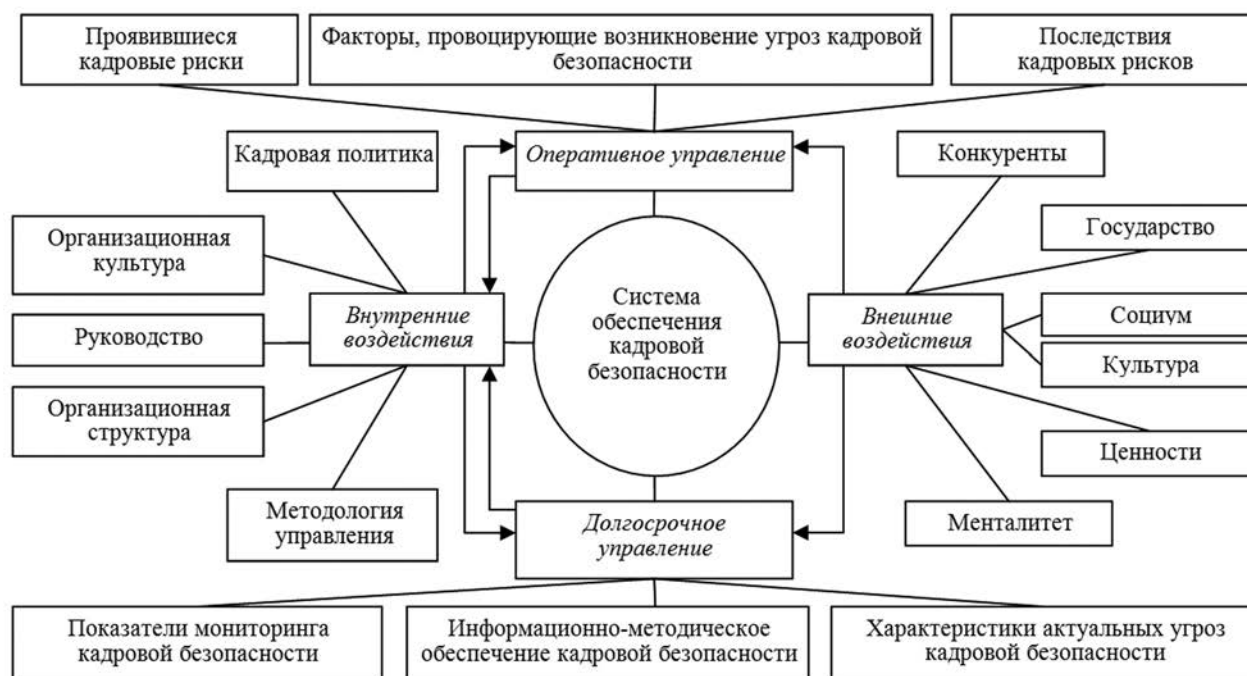 Проявившиеся
кадровые риски
Факторы, провоцирующие возникновение угроз кадровой
безопасности
Последствия
кадровых рисков
Кадровая политика
Оперативное управление
Конкуренты
Организационная
культура
Государство
Руководство
Внутренние
воздействия
Система
обеспечения
кадровой
безопасности
Внешние
воздействия
Социум
Культура
Организационная
структура
Ценности
Методология
управления
Долгосрочное
управление
Менталитет
Показатели мониторинга
кадровой безопасности
Информационно-методическое
обеспечение кадровой безопасности
Характеристики актуальных угроз
кадровой безопасности